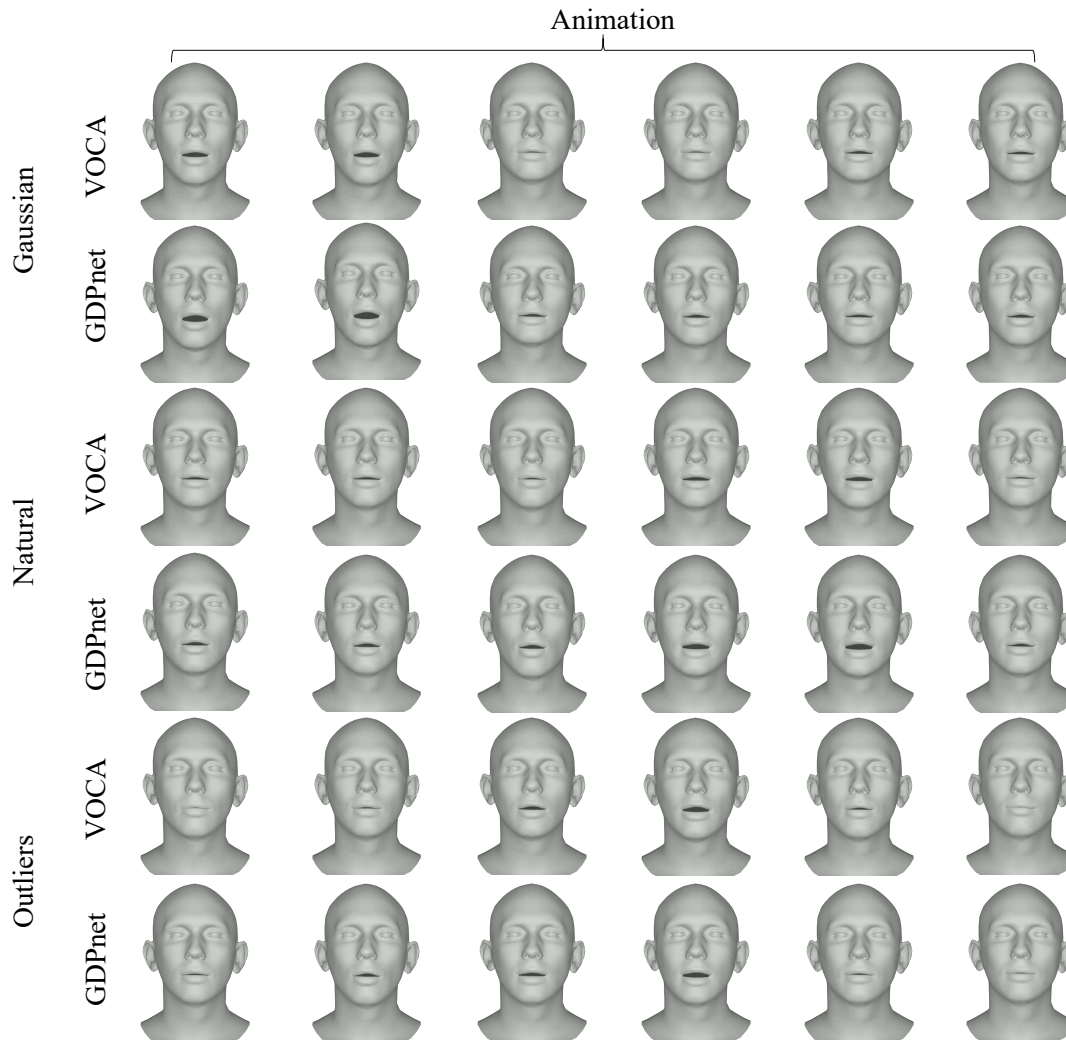 Animation
Gaussian
VOCA
GDPnet
Natural
VOCA
GDPnet
Outliers
VOCA
GDPnet